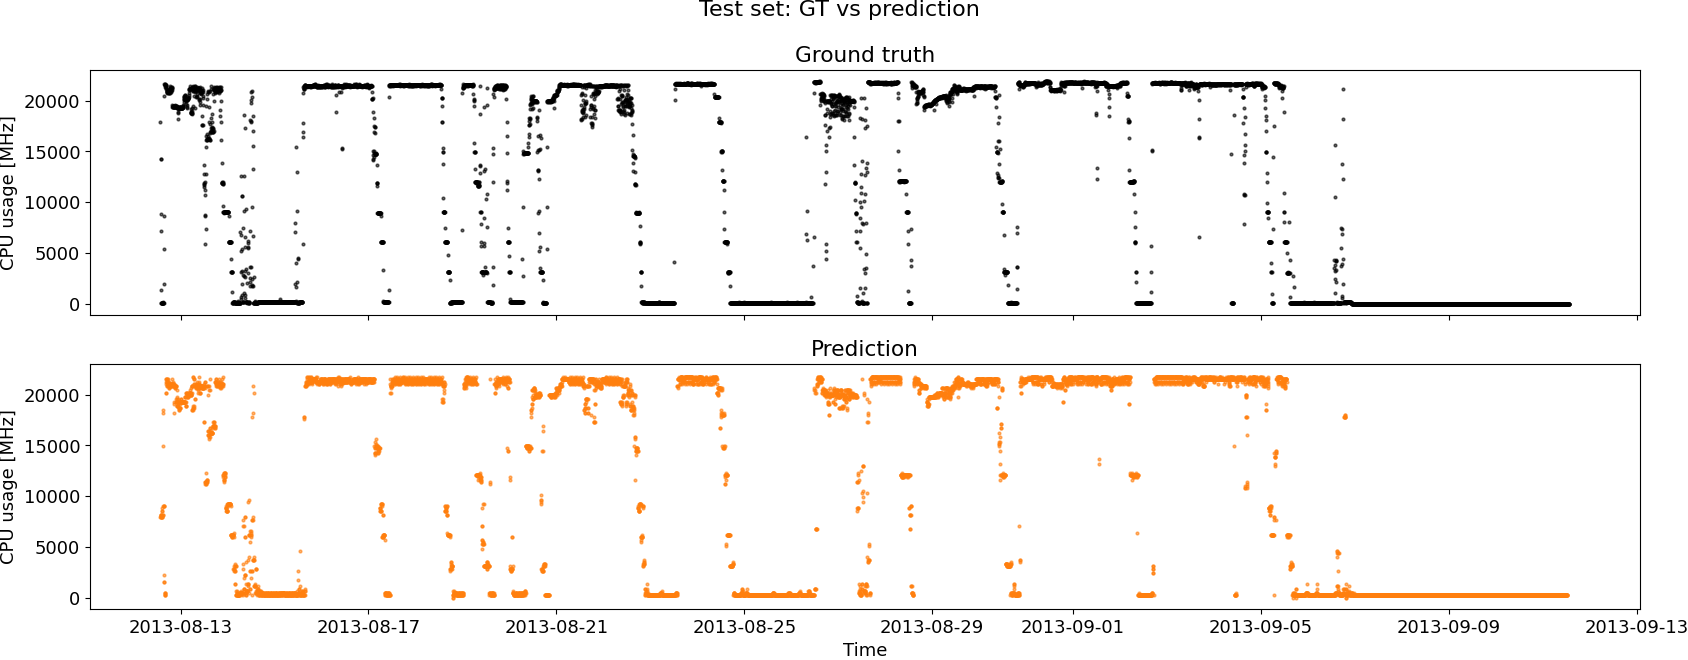 Test set: GT vs prediction
Ground truth
CPU usage [MHz]
20000
15000
10000
5000
0
Prediction
CPU usage [MHz]
20000
15000
10000
5000
0
2013-08-13 2013-08-17 2013-08-21 2013-08-25 2013-08-29 2013-09-01 2013-09-05 2013-09-09 2013-09-13
Time